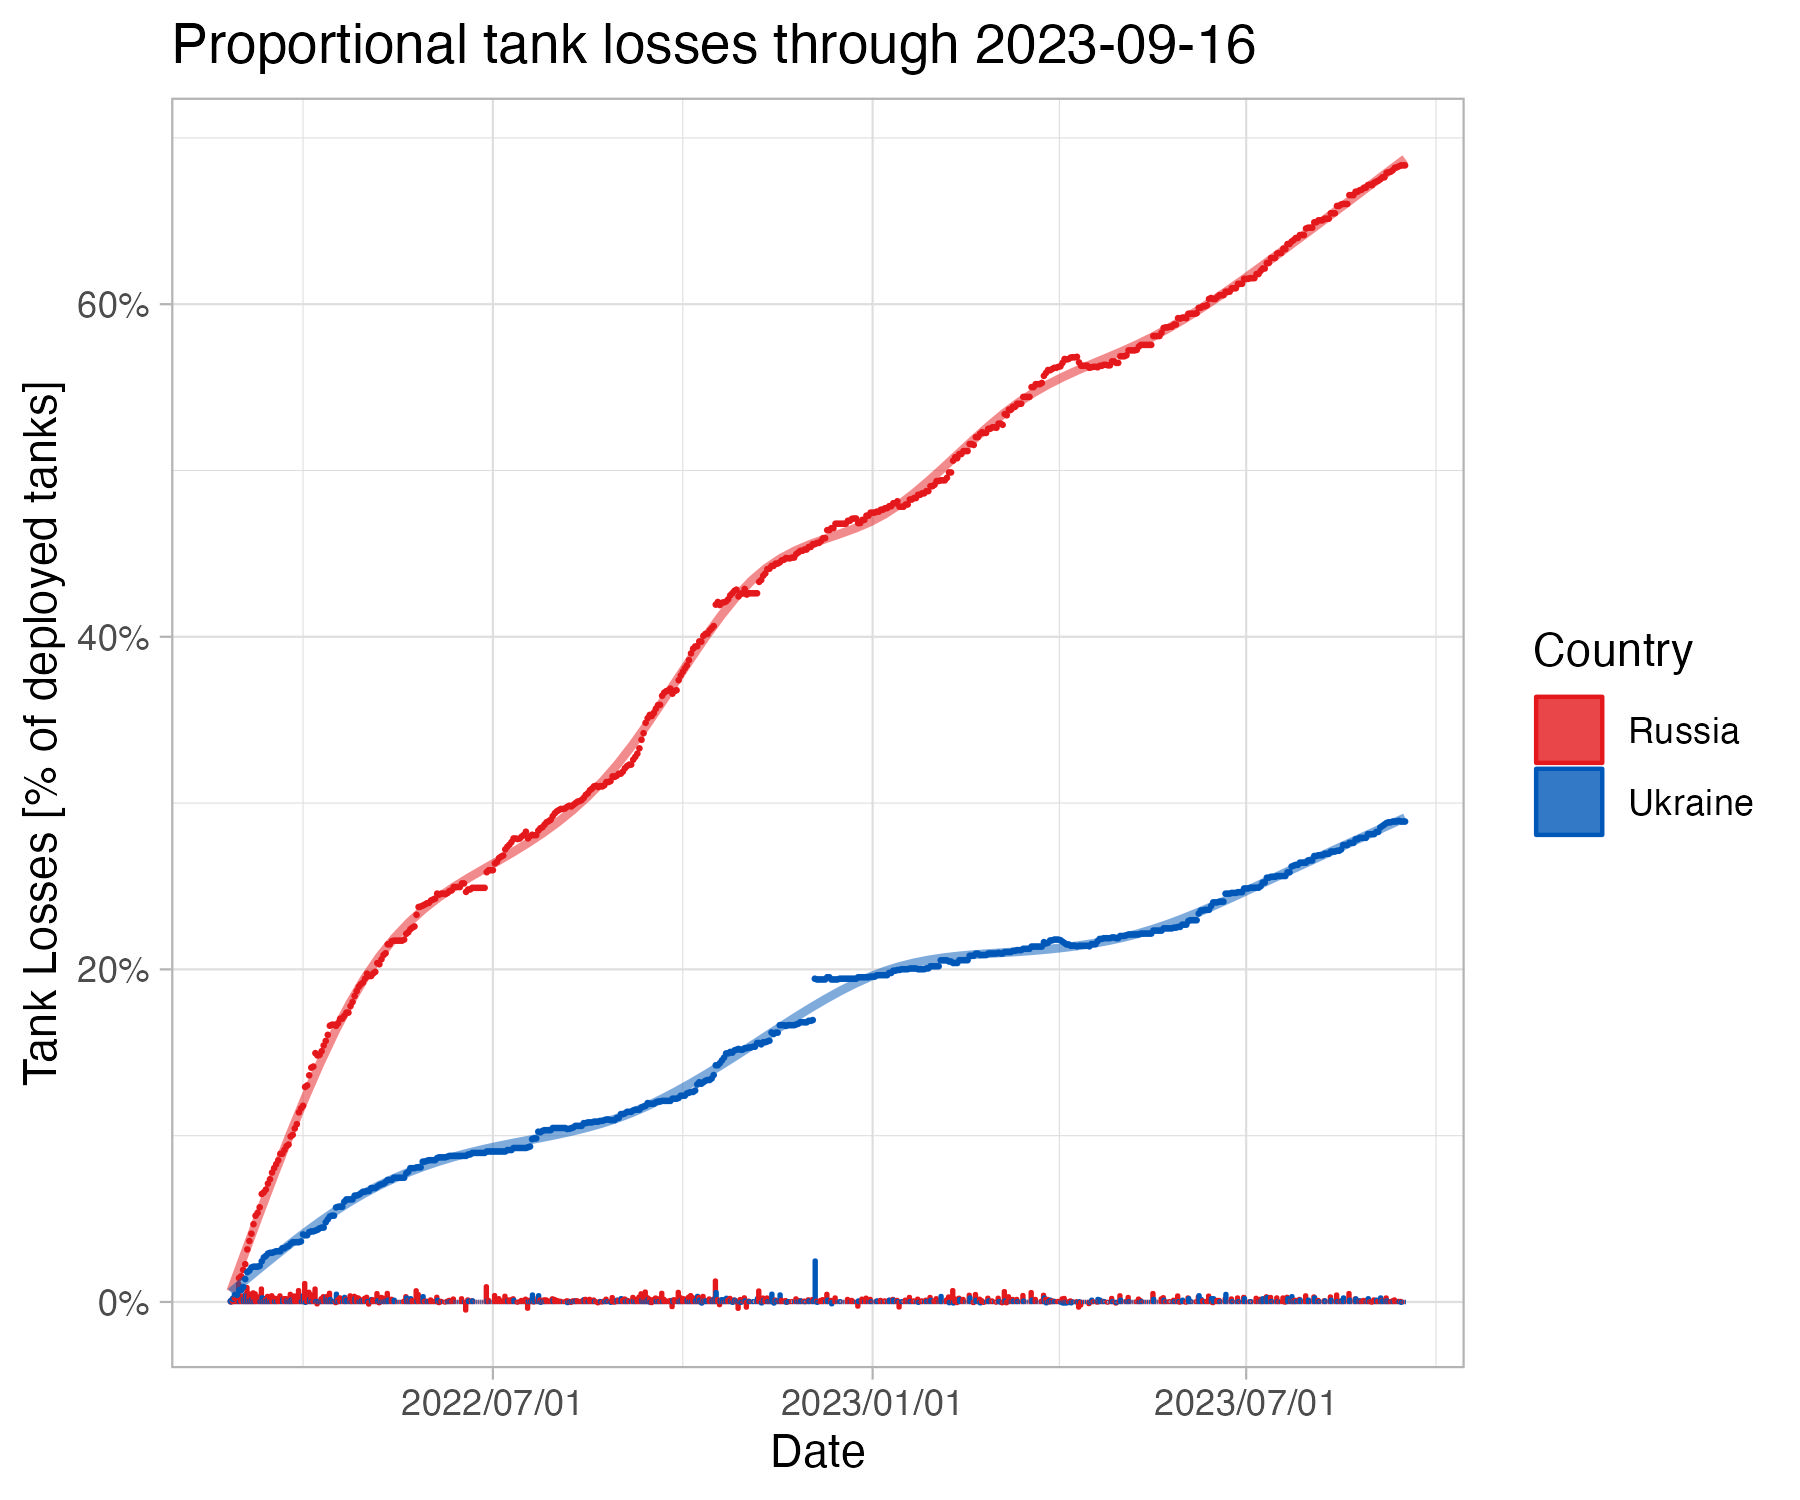 Proportional tank losses through 2023-09-16
Tank Losses [% of deployed tanks]
60%
40%
20%
0%
2022/07/01
2023/01/01
2023/07/01
Date
Country
Russia
Ukraine